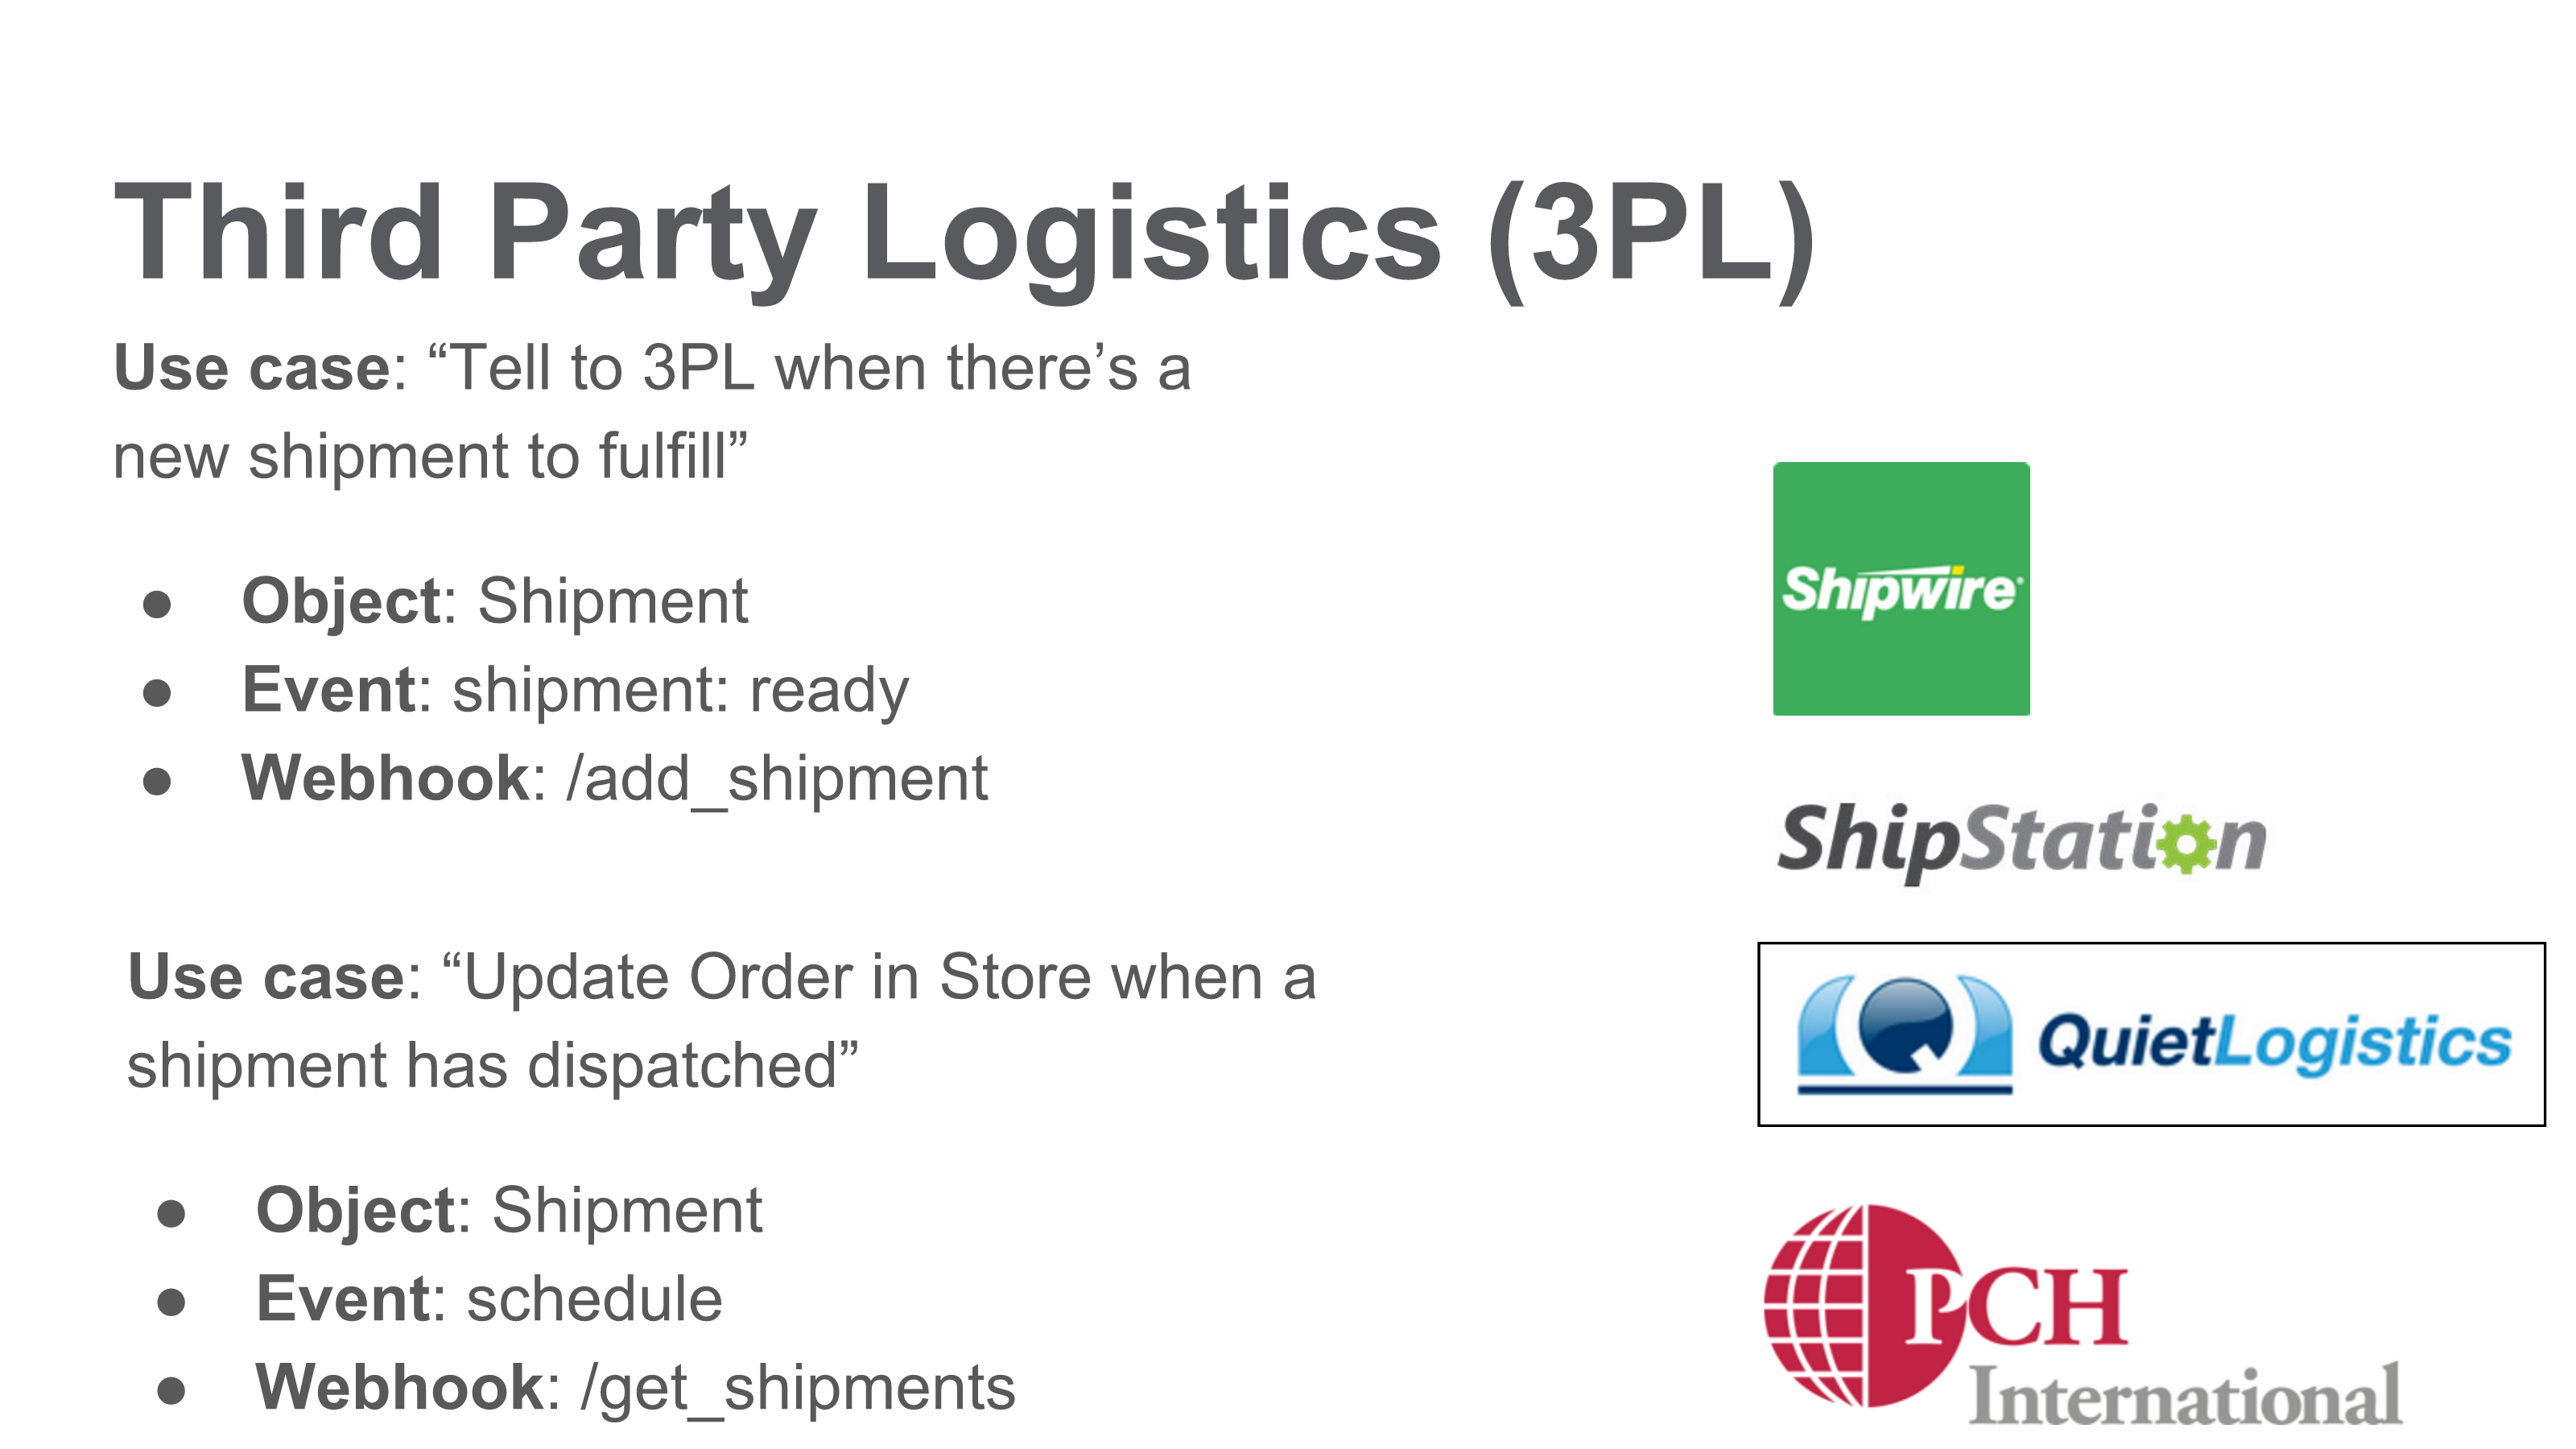 Third Party Logistics (3PL)
Use case: “Tell to 3PL when there’s a
new shipment to fulfill”
● Object: Shipment
● Event: shipment: ready
● Webhook: /add_shipment
Use case: “Update Order in Store when a
shipment has dispatched”
● Object: Shipment
● Event: schedule
● Webhook: /get_shipments
Shipwire
ShipStation
QuietLogistics
PCH
International